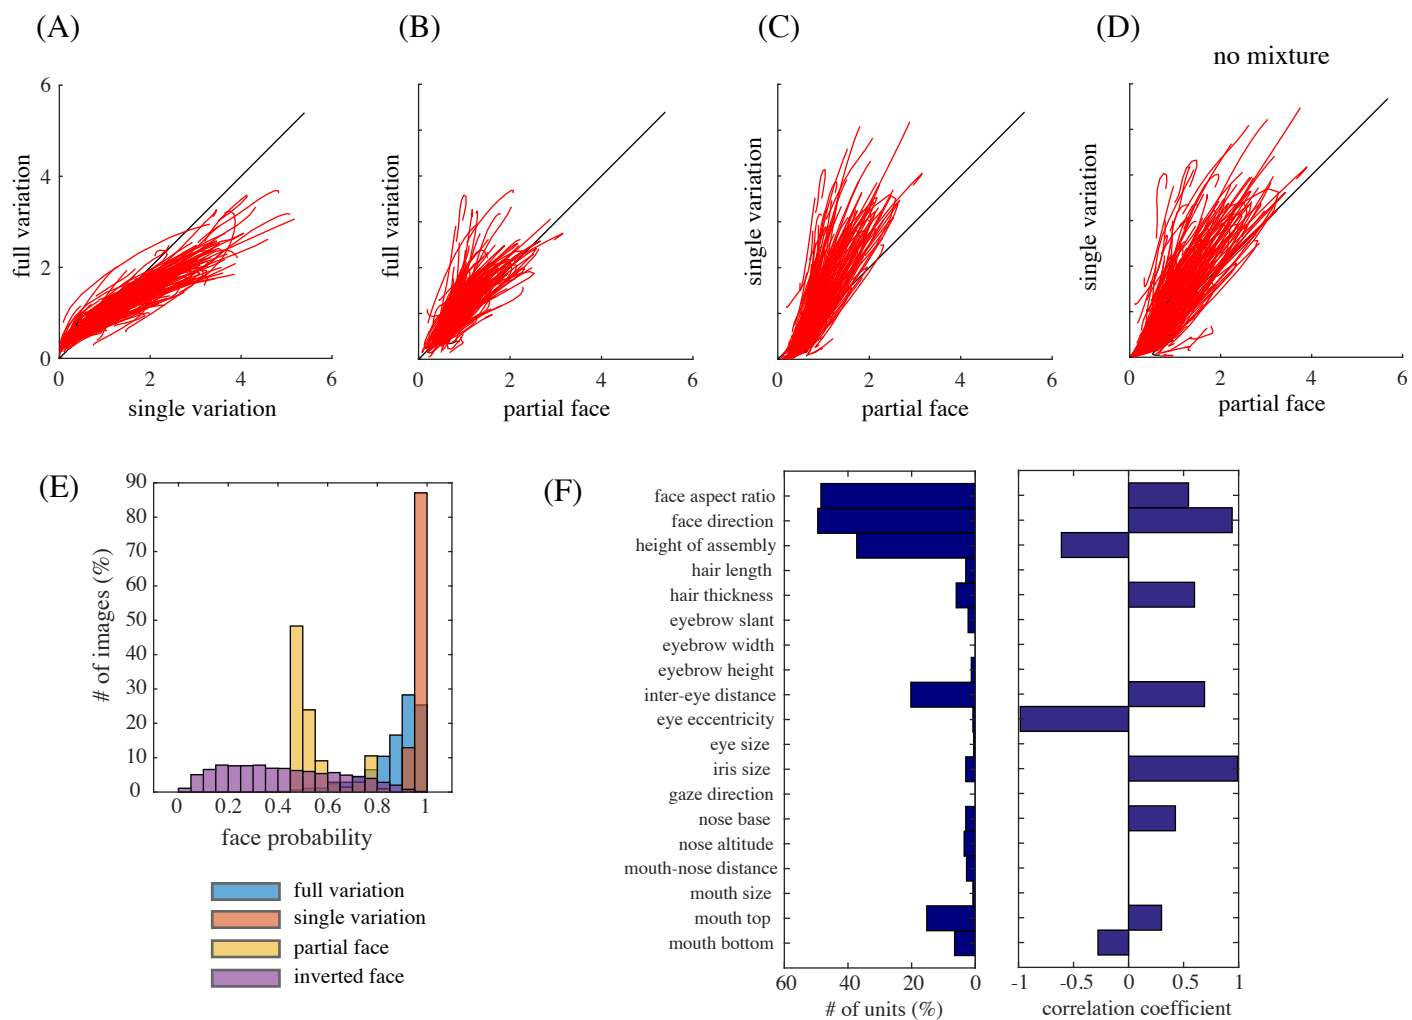 (A)
(B)
(C)
(D)
no mixture
full variation
6
4
2
0
0
2
4
6
single variation
full variation
0
2
4
6
partial face
single variation
0
2
4
6
partial face
single variation
0
2
4
6
partial face
(E)
# of images (%)
90
80
70
60
50
40
30
20
10
0
0
0.2
0.4
0.6
0.8
1
face probability
full variation
single variation
partial face
inverted face
(F)
face aspect ratio
face direction
height of assembly
hair length
hair thickness
eyebrow slant
eyebrow width
eyebrow height
inter-eye distance
eye eccentricity
eye size
iris size
gaze direction
nose base
nose altitude
mouth-nose distance
mouth size
mouth top
mouth bottom
60
40
20
0
# of units (%)
-1
-0.5
0
0.5
1
correlation coefficient